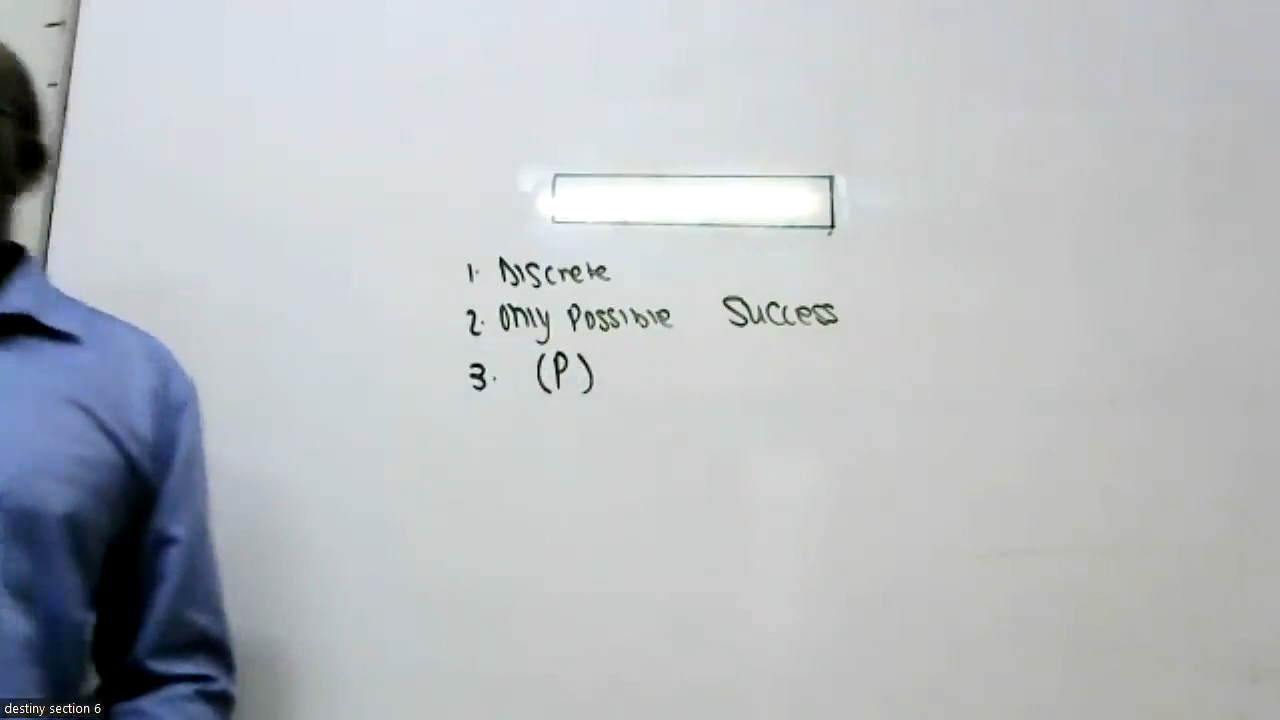 1. Discrete
2. Only Possible Success
3. (P)
destiny section 6